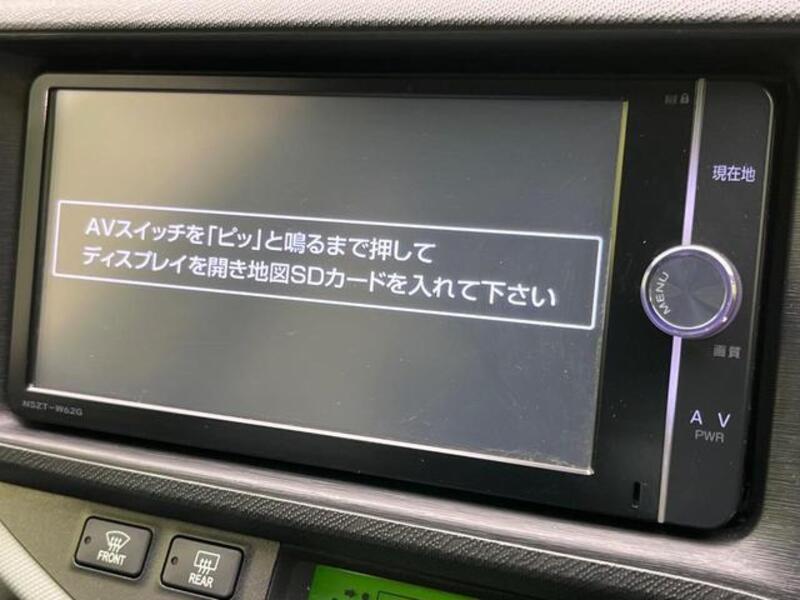 AVスイッチを「ピッ」と鳴るまで押して
ディスプレイを開き地図SDカードを入れて下さい
現在地
MENU
画質
AV
PWR
NSZT-W62G
FRONT
REAR